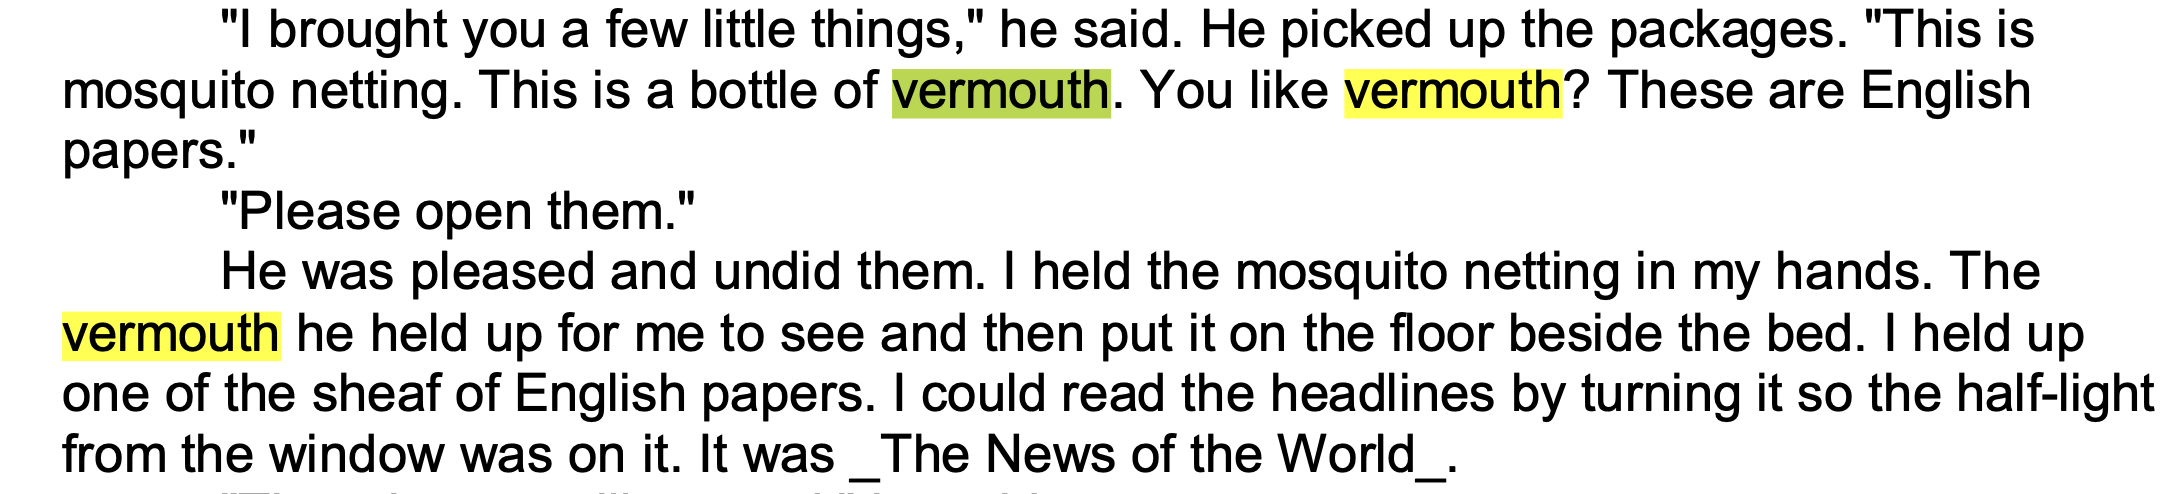 "I brought you a few little things," he said. He picked up the packages. "This is
mosquito netting. This is a bottle of vermouth. You like vermouth? These are English
papers."
"Please open them."
He was pleased and undid them. I held the mosquito netting in my hands. The
vermouth he held up for me to see and then put it on the floor beside the bed. I held up
one of the sheaf of English papers. I could read the headlines by turning it so the half-light
from the window was on it. It was _The News of the World_.